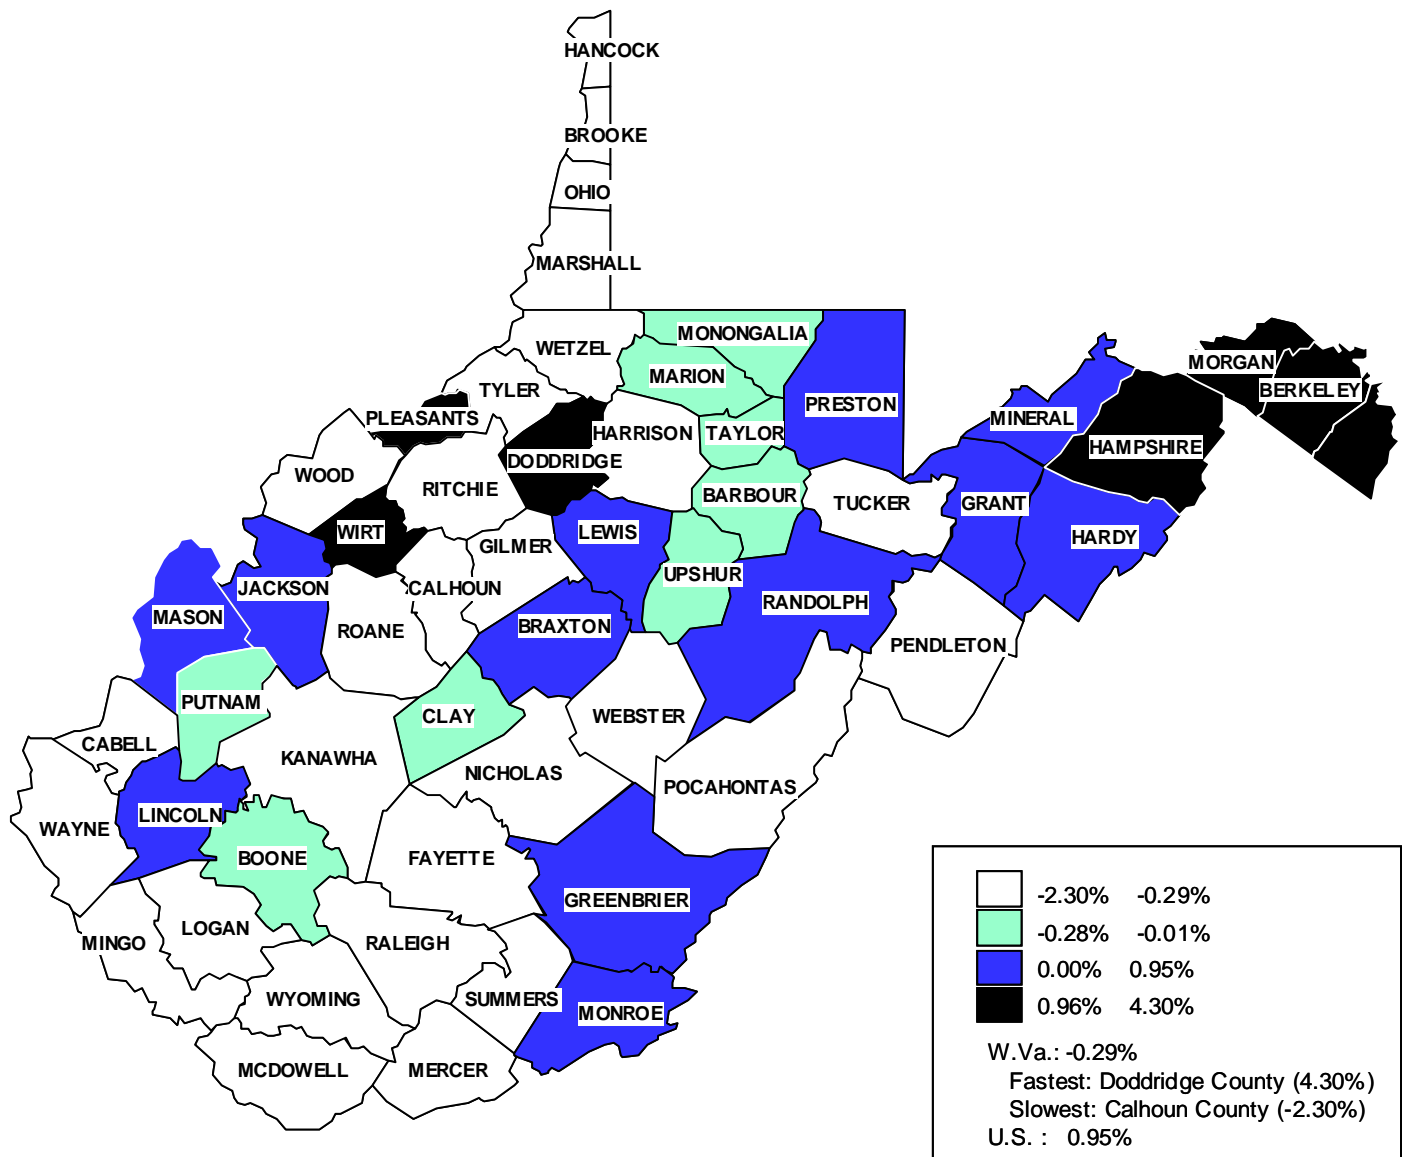 HANCOCK
BROOKE
OHIO
MARSHALL
WETZEL
MONONGALIA
MARION
TYLER
PLEASANTS
PRESTON
MORGAN
BERKELEY
MINERAL
HAMPSHIRE
HARRISON
TAYLOR
DODDRIDGE
WOOD
RITCHIE
BARBOUR
TUCKER
GRANT
WIRT
LEWIS
GILMER
HARDY
UPSHUR
JACKSON
CALHOUN
RANDOLPH
MASON
ROANE
BRAXTON
PENDLETON
PUTNAM
CLAY
WEBSTER
CABELL
KANAWHA
NICHOLAS
POCAHONTAS
LINCOLN
WAYNE
BOONE
FAYETTE
GREENBRIER
LOGAN
MINGO
RALEIGH
WYOMING
SUMMERS
MONROE
MCDOWELL
MERCER
-2.30% -0.29%
-0.28% -0.01%
0.00% 0.95%
0.96% 4.30%
W.Va.: -0.29%
Fastest: Doddridge County (4.30%)
Slowest: Calhoun County (-2.30%)
U.S. : 0.95%